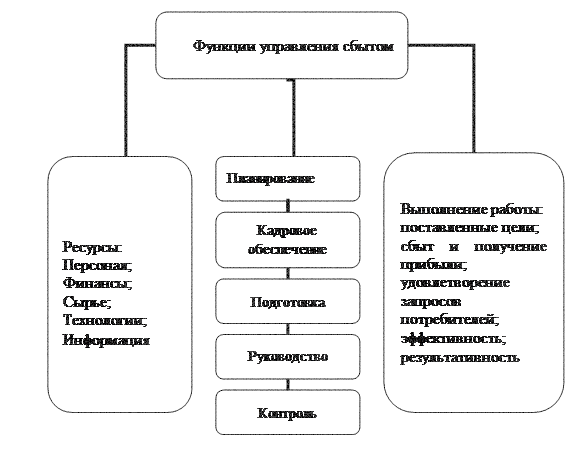 Функции управления сбытом
Ресурсы:
Персонал;
Финансы;
Сырье;
Технологии;
Информация
Планирование
Кадровое
обеспечение
Подготовка
Руководство
Контроль
Выполнение работы:
поставленные цели;
сбыт и получение
прибыли;
удовлетворение
запросов
потребителей;
эффективность;
результативность